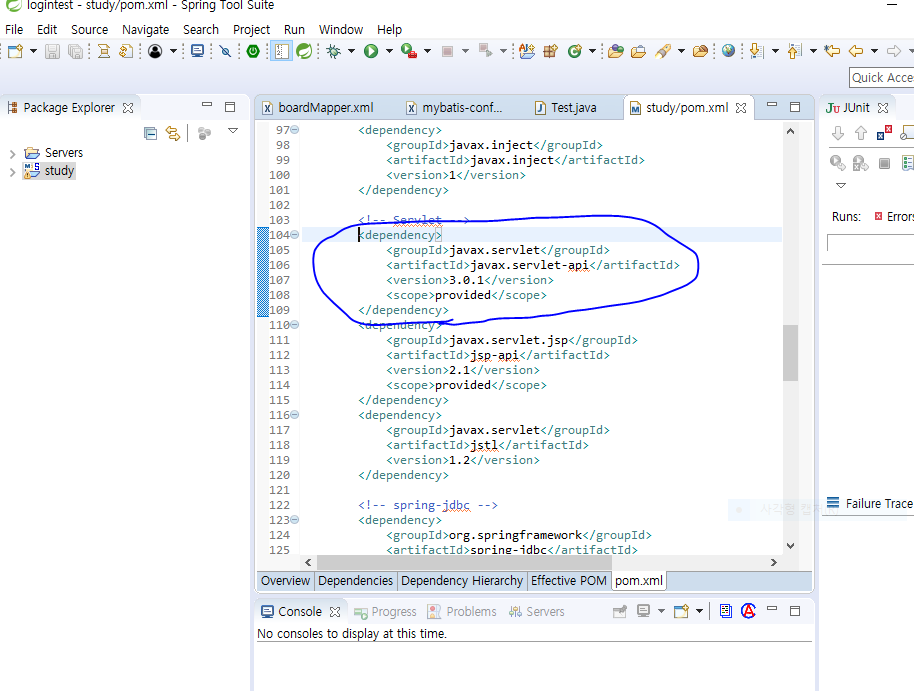 logintest - study/pom.xml - Spring Tool Suite
File Edit Source Navigate Search Project Run Window Help
Quick Acce
Package Explorer
boardMapper.xml
mybatis-conf...
Test.java
study/pom.xml
JUnit
Servers
study
Runs:
Errors
97 <dependency>
98 <groupId>javax.inject</groupId>
99 <artifactId>javax.inject</artifactId>
100 <version>1</version>
101 </dependency>
102
103 <!-- Servlet -->
104 <dependency>
105 <groupId>javax.servlet</groupId>
106 <artifactId>javax.servlet-api</artifactId>
107 <version>3.0.1</version>
108 <scope>provided</scope>
109 </dependency>
110 <dependency>
111 <groupId>javax.servlet.jsp</groupId>
112 <artifactId>jsp-api</artifactId>
113 <version>2.1</version>
114 <scope>provided</scope>
115 </dependency>
116 <dependency>
117 <groupId>javax.servlet</groupId>
118 <artifactId>jstl</artifactId>
119 <version>1.2</version>
120 </dependency>
121
122 <!-- spring-jdbc -->
123 <dependency>
124 <groupId>org.springframework</groupId>
125 <artifactId>spring-jdbc</artifactId>
Failure Trace
Overview Dependencies Dependency Hierarchy Effective POM pom.xml
Console Progress Problems Servers
No consoles to display at this time.